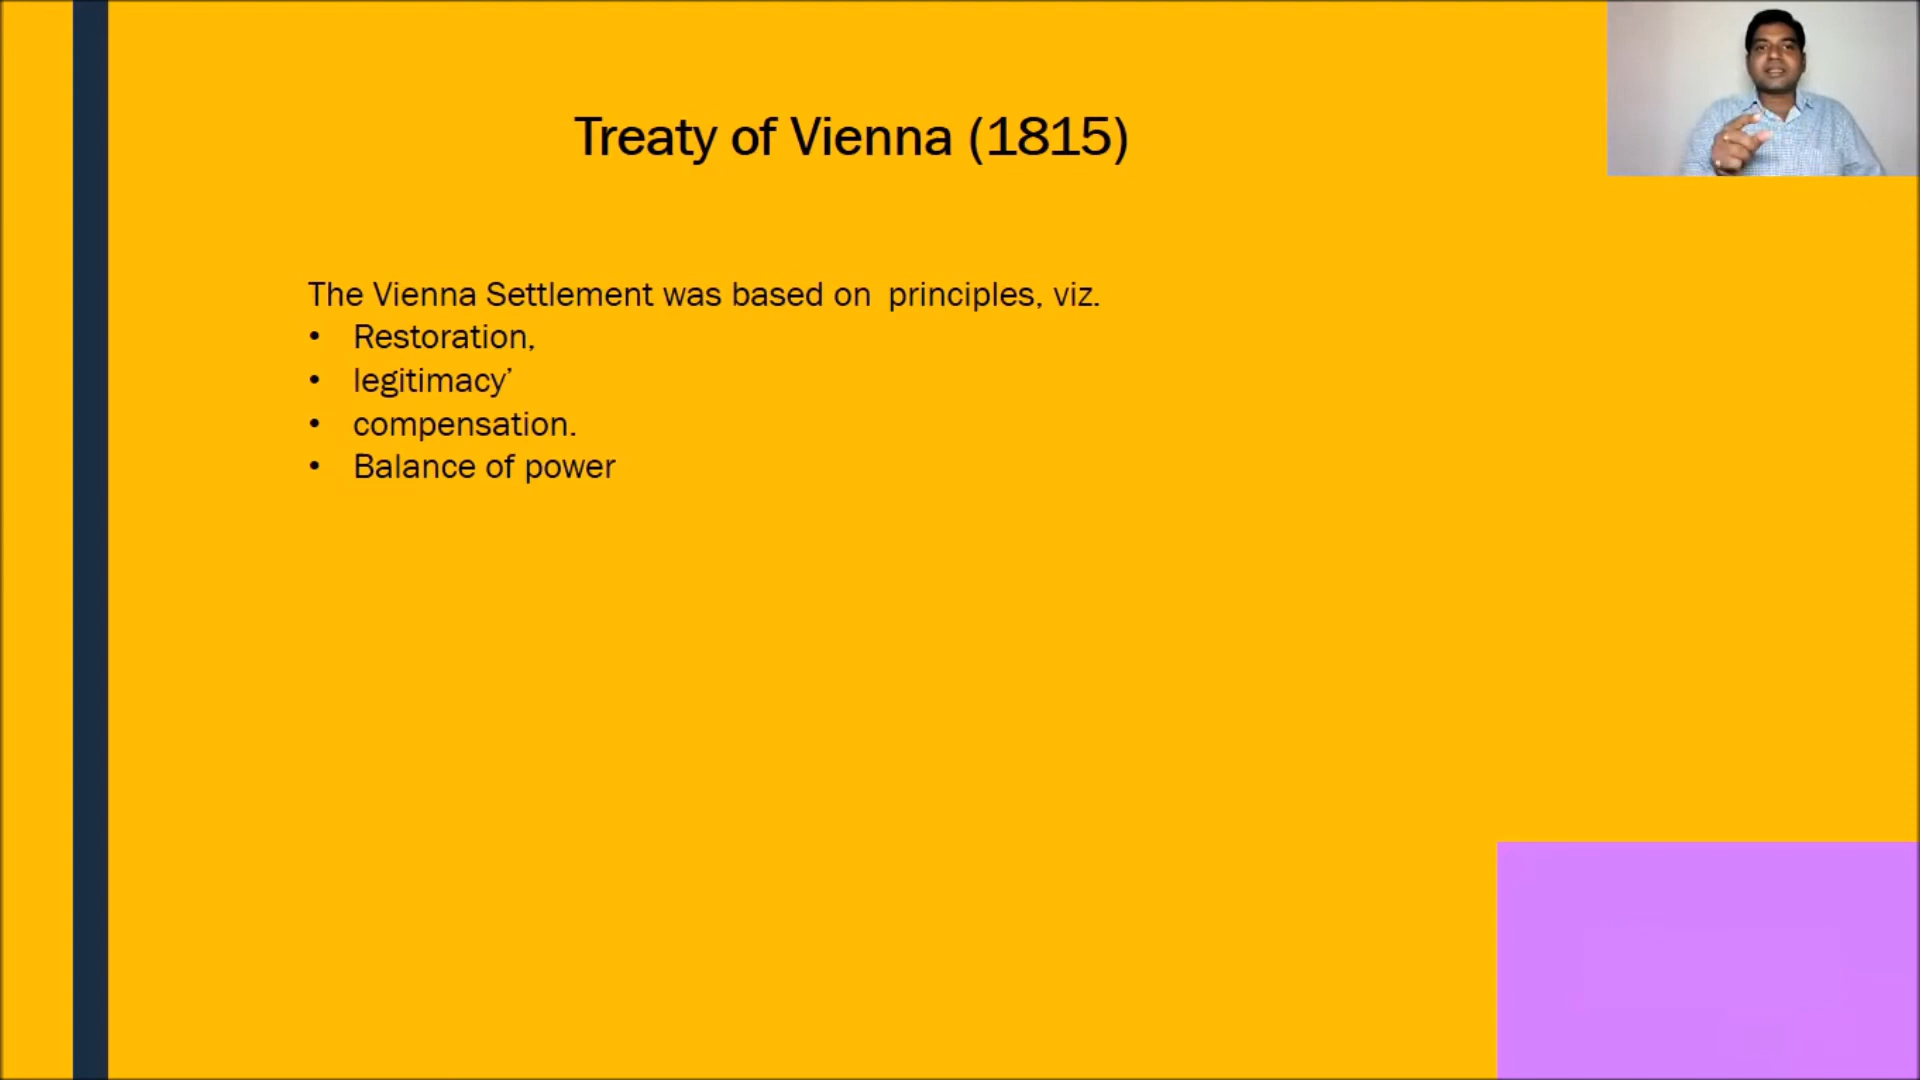 Treaty of Vienna (1815)
The Vienna Settlement was based on principles, viz.
• Restoration,
• legitimacy’
• compensation.
• Balance of power